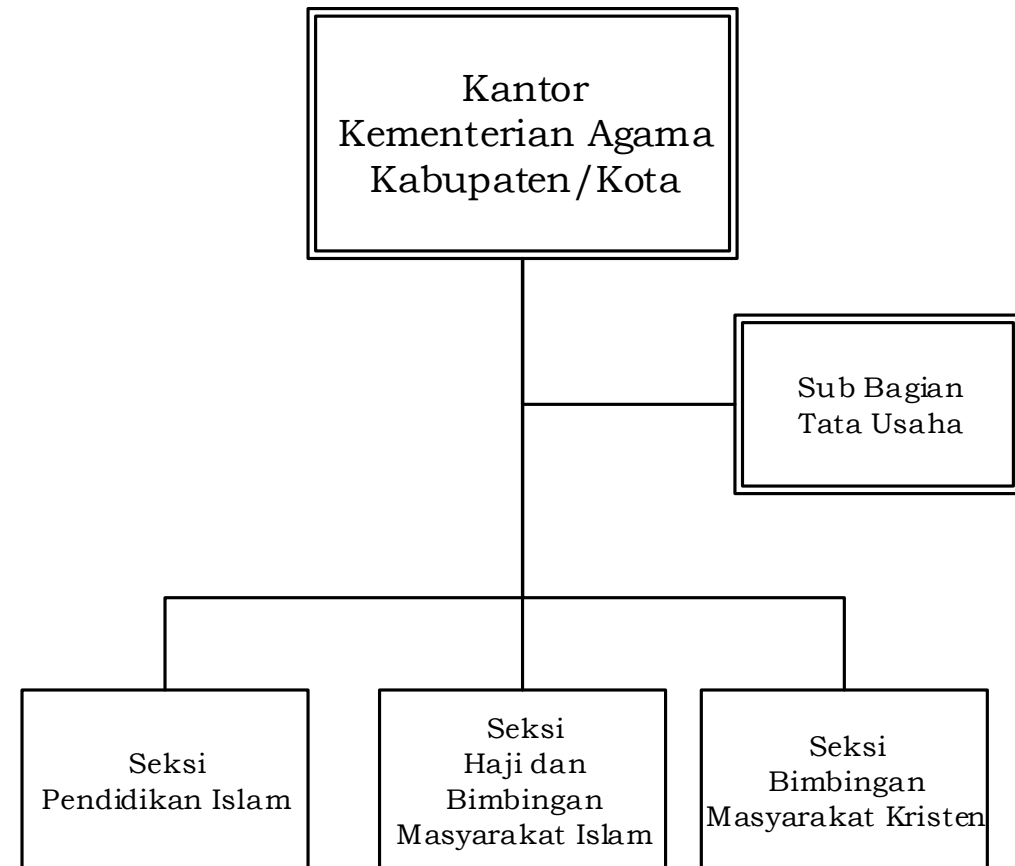 Kantor
Kementerian Agama
Kabupaten/Kota
Sub Bagian
Tata Usaha
Seksi
Pendidikan Islam
Seksi
Haji dan
Bimbingan
Masyarakat Islam
Seksi
Bimbingan
Masyarakat Kristen